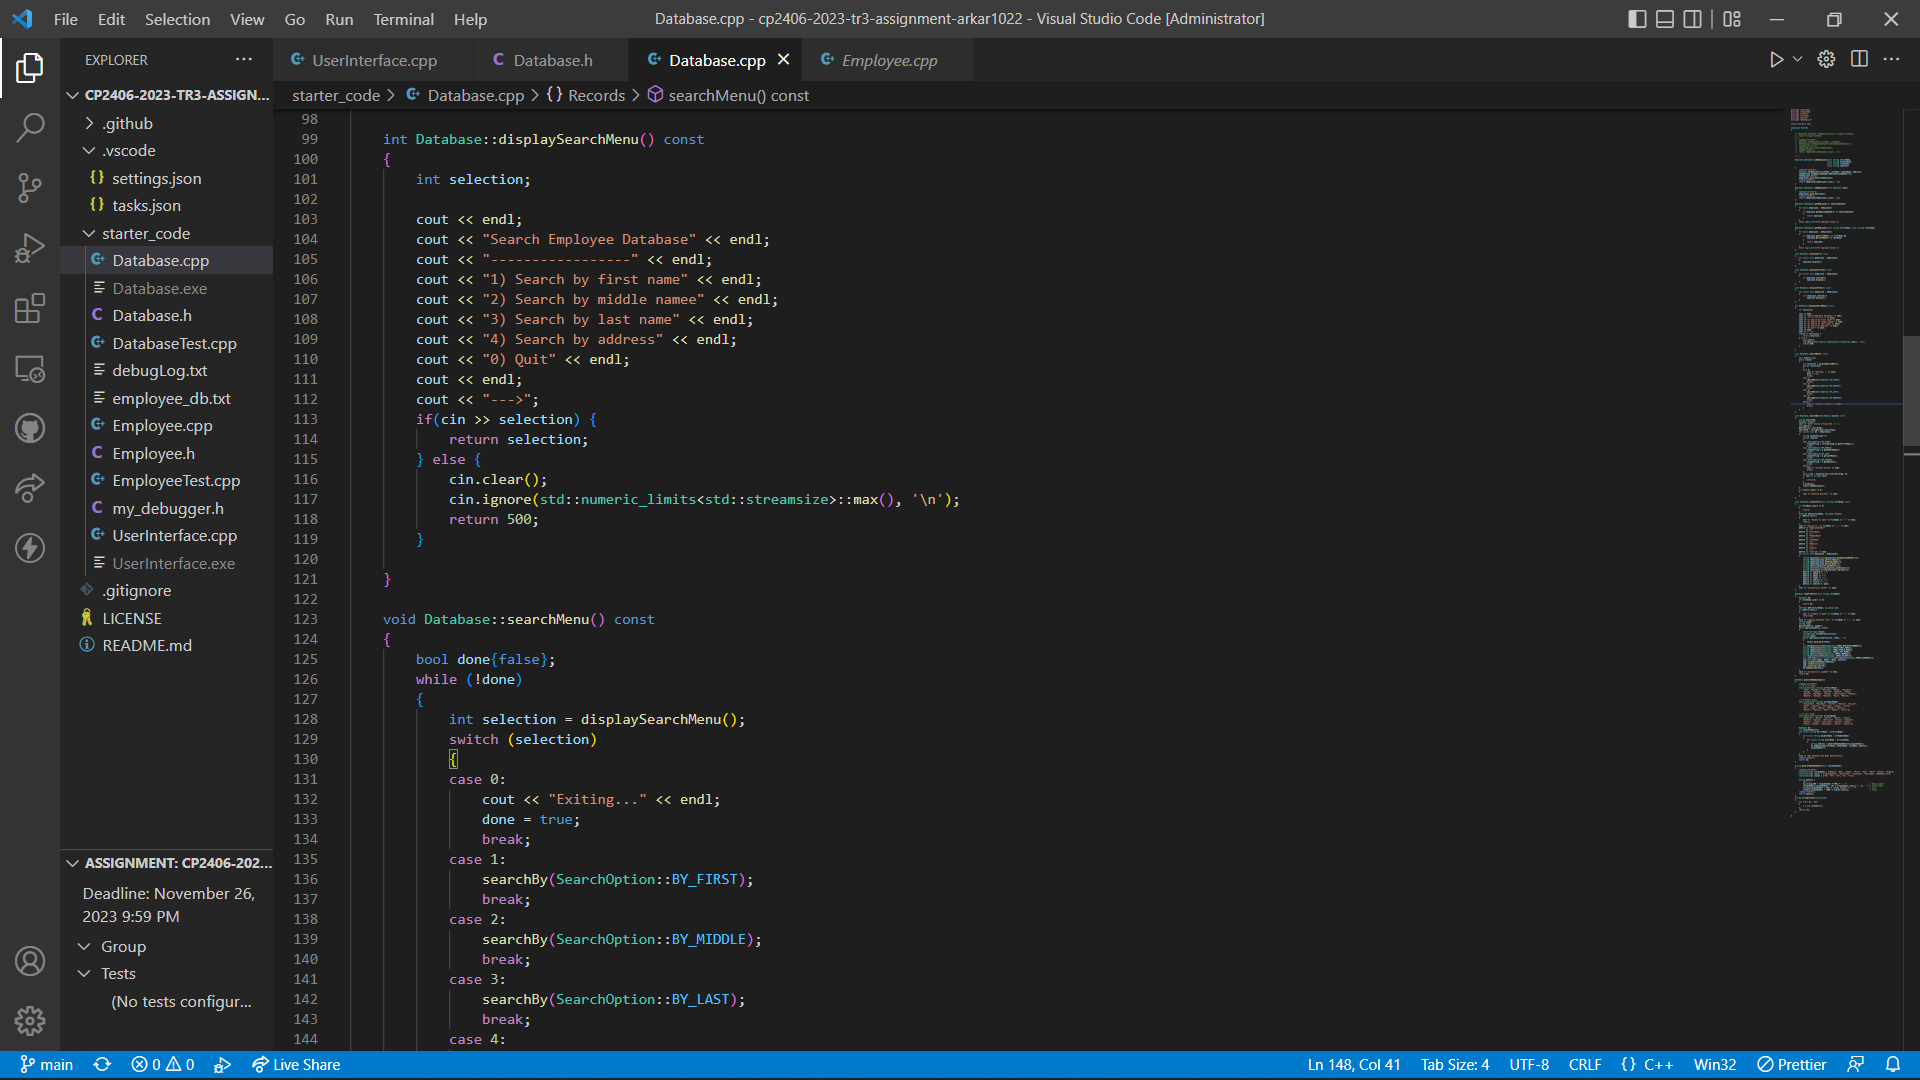 File Edit Selection View Go Run Terminal Help
Database.cpp - cp2406-2023-tr3-assignment-arkar1022 - Visual Studio Code [Administrator]
EXPLORER
CP2406-2023-TR3-ASSIGN...
.github
.vscode
settings.json
tasks.json
starter_code
Database.cpp
Database.exe
Database.h
DatabaseTest.cpp
debugLog.txt
employee_db.txt
Employee.cpp
Employee.h
EmployeeTest.cpp
my_debugger.h
UserInterface.cpp
UserInterface.exe
.gitignore
LICENSE
README.md
ASSIGNMENT: CP2406-202...
Deadline: November 26,
2023 9:59 PM
Group
Tests
(No tests configur...
UserInterface.cpp Database.h Database.cpp Employee.cpp
starter_code > Database.cpp > {} Records > searchMenu() const
98
99 int Database::displaySearchMenu() const
100 {
101 int selection;
102
103 cout << endl;
104 cout << "Search Employee Database" << endl;
105 cout << "-----------------" << endl;
106 cout << "1) Search by first name" << endl;
107 cout << "2) Search by middle namee" << endl;
108 cout << "3) Search by last name" << endl;
109 cout << "4) Search by address" << endl;
110 cout << "0) Quit" << endl;
111 cout << endl;
112 cout << "--->";
113 if(cin >> selection) {
114 return selection;
115 } else {
116 cin.clear();
117 cin.ignore(std::numeric_limits<std::streamsize>::max(), '\n');
118 return 500;
119 }
120
121 }
122
123 void Database::searchMenu() const
124 {
125 bool done{false};
126 while (!done)
127 {
128 int selection = displaySearchMenu();
129 switch (selection)
130 {
131 case 0:
132 cout << "Exiting..." << endl;
133 done = true;
134 break;
135 case 1:
136 searchBy(SearchOption::BY_FIRST);
137 break;
138 case 2:
139 searchBy(SearchOption::BY_MIDDLE);
140 break;
141 case 3:
142 searchBy(SearchOption::BY_LAST);
143 break;
144 case 4:
main 0 0 Live Share Ln 148, Col 41 Tab Size: 4 UTF-8 CRLF {} C++ Win32 Prettier